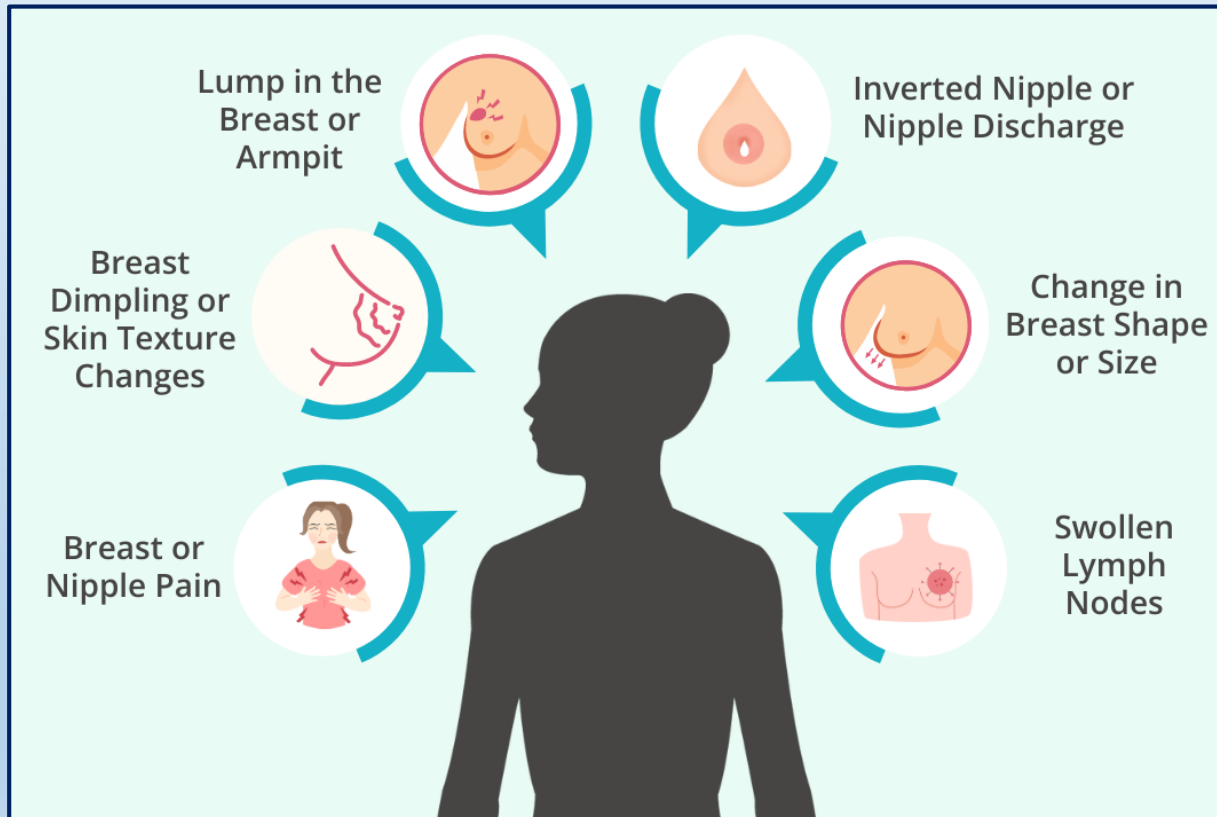 Lump in the
Breast or
Armpit
Inverted Nipple or
Nipple Discharge
Breast
Dimpling or
Skin Texture
Changes
Change in
Breast Shape
or Size
Breast or
Nipple Pain
Swollen
Lymph
Nodes